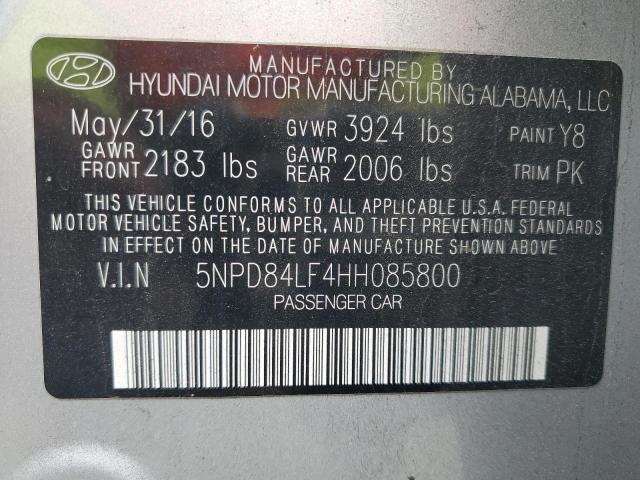 MANUFACTURED BY
HYUNDAI MOTOR MANUFACTURING ALABAMA, LLC
May/31/16 GVWR 3924 lbs PAINT Y8
GAWR FRONT 2183 lbs GAWR REAR 2006 lbs TRIM PK
THIS VEHICLE CONFORMS TO ALL APPLICABLE U.S.A. FEDERAL
MOTOR VEHICLE SAFETY, BUMPER, AND THEFT PREVENTION STANDARDS
IN EFFECT ON THE DATE OF MANUFACTURE SHOWN ABOVE.
V.I.N 5NPD84LF4HH085800
PASSENGER CAR